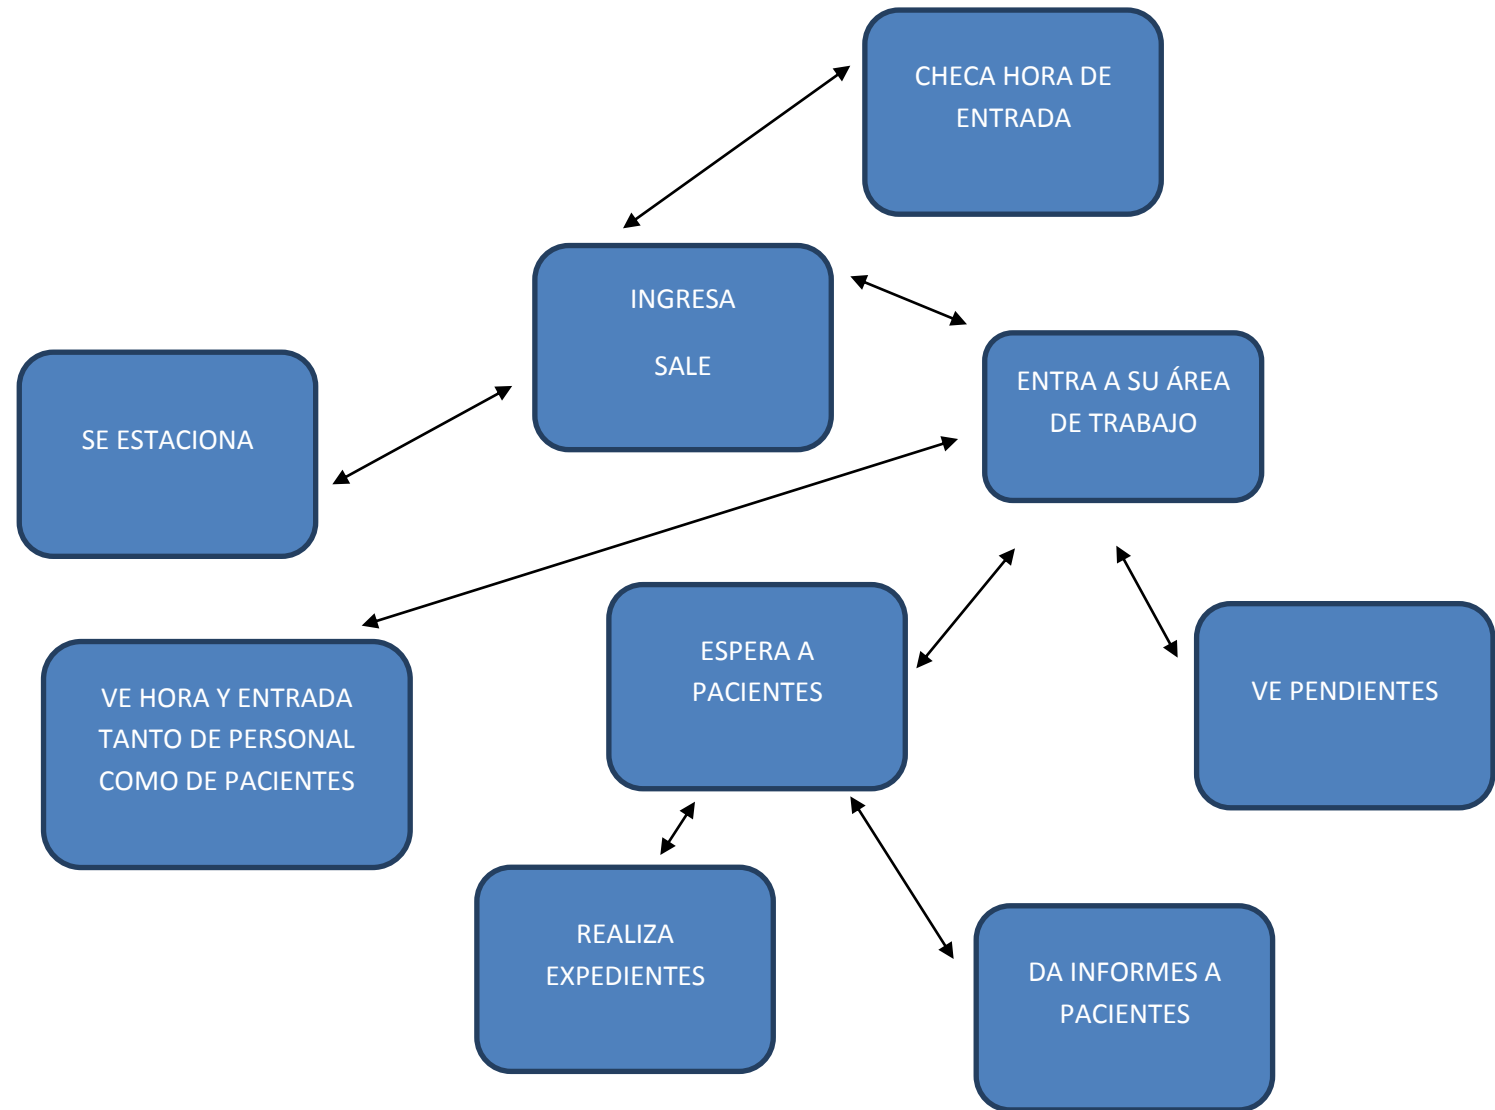 CHECA HORA DE
ENTRADA
INGRESA
SALE
ENTRA A SU ÁREA
DE TRABAJO
SE ESTACIONA
ESPERA A
PACIENTES
VE PENDIENTES
VE HORA Y ENTRADA
TANTO DE PERSONAL
COMO DE PACIENTES
REALIZA
EXPEDIENTES
DA INFORMES A
PACIENTES